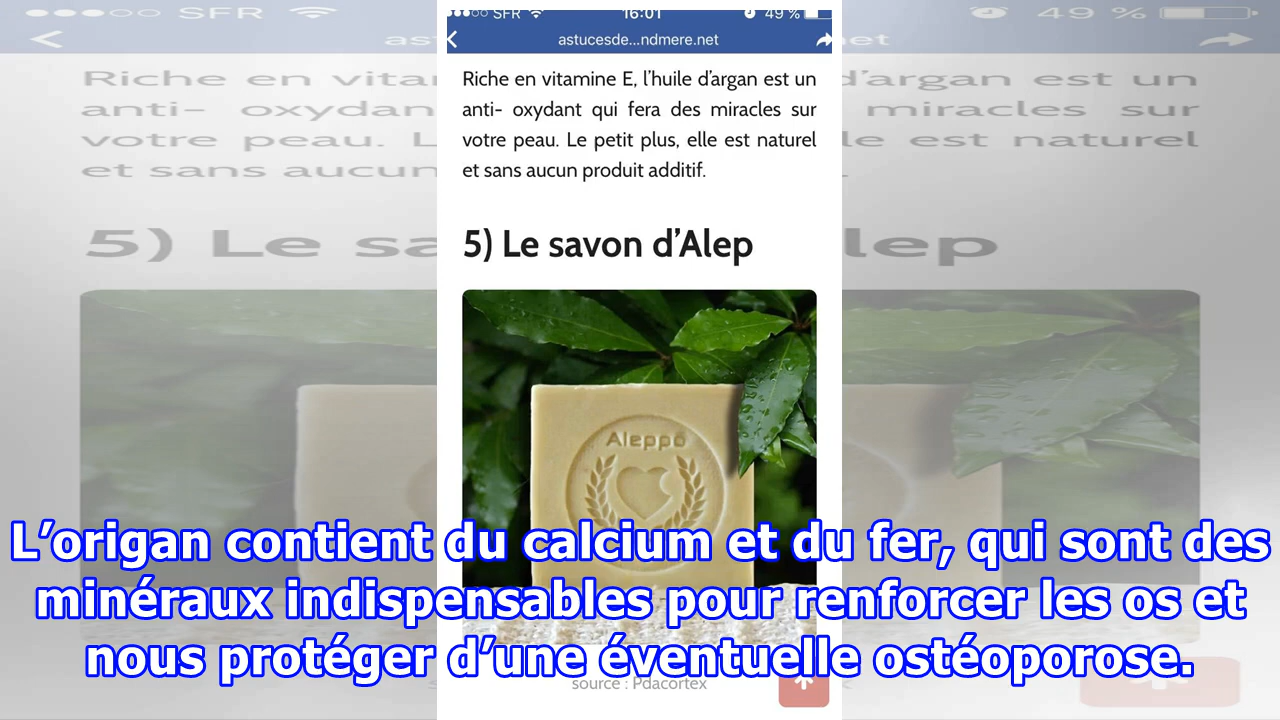 SFR 16:01 49 %
astucesde...ndmere.net
Riche en vitamine E, l’huile d’argan est un
anti- oxydant qui fera des miracles sur
votre peau. Le petit plus, elle est naturel
et sans aucun produit additif.
5) Le savon d’Alep
Aleppo
L’origan contient du calcium et du fer, qui sont des
minéraux indispensables pour renforcer les os et
nous protéger d’une éventuelle ostéoporose.
source : Pdacortex